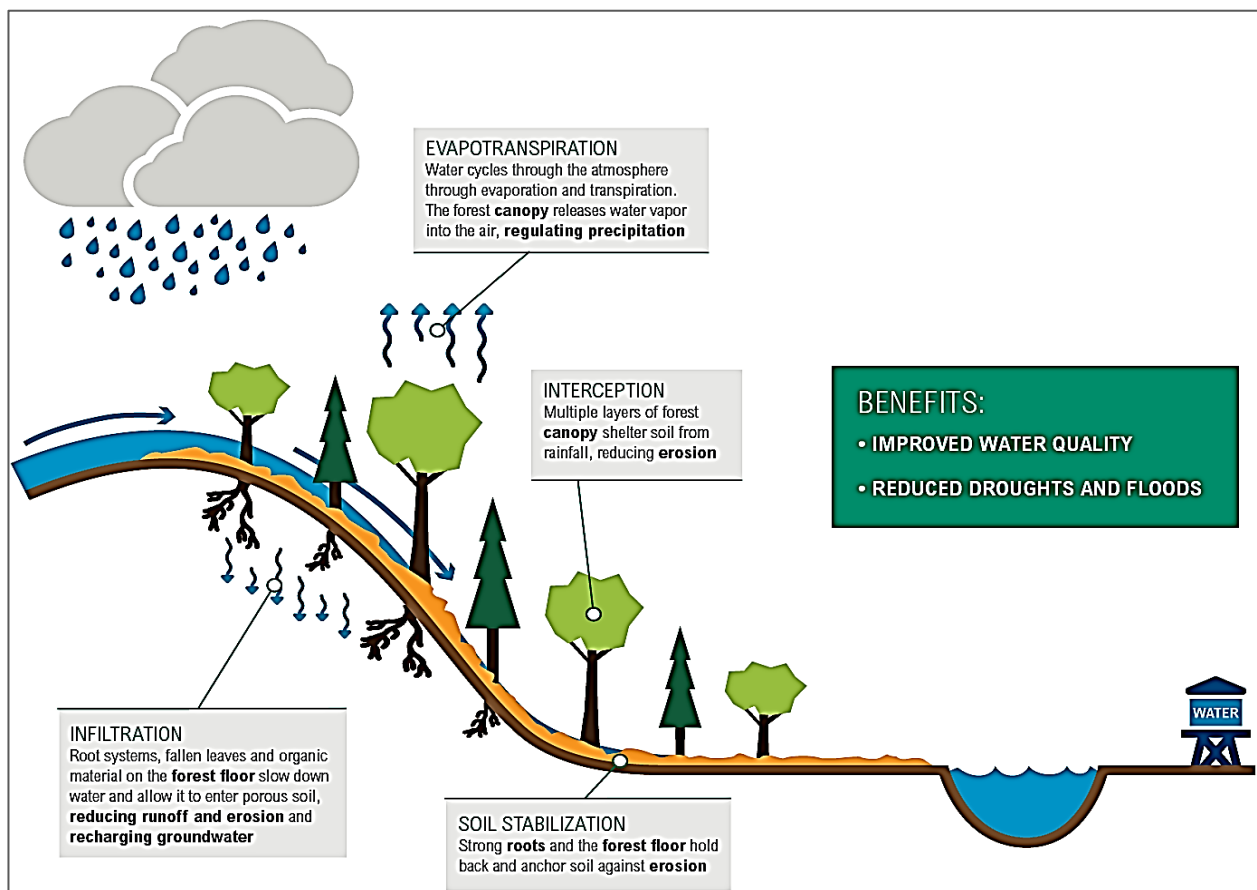 EVAPOTRANSPIRATION
Water cycles through the atmosphere
through evaporation and transpiration.
The forest canopy releases water vapor
into the air, regulating precipitation
INTERCEPTION
Multiple layers of forest
canopy shelter soil from
rainfall, reducing erosion
BENEFITS:
• IMPROVED WATER QUALITY
• REDUCED DROUGHTS AND FLOODS
WATER
INFILTRATION
Root systems, fallen leaves and organic
material on the forest floor slow down
water and allow it to enter porous soil,
reducing runoff and erosion and
recharging groundwater
SOIL STABILIZATION
Strong roots and the forest floor hold
back and anchor soil against erosion